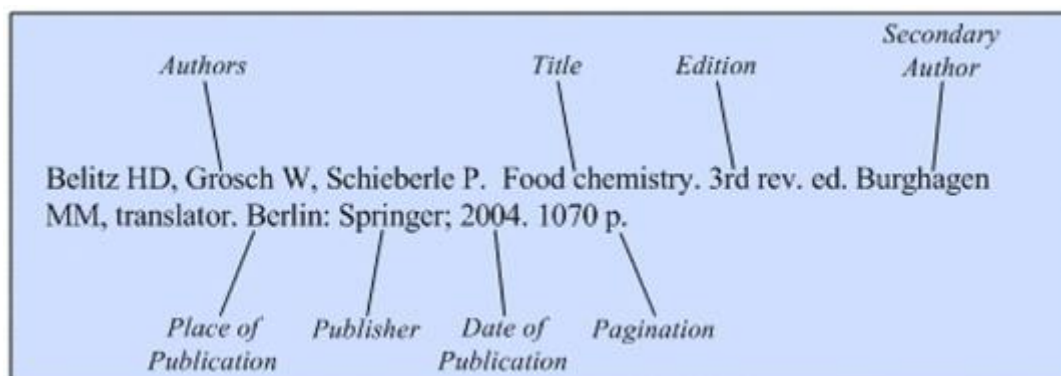 Secondary
Authors Title Edition Author
Belitz HD, Grosch W, Schieberle P. Food chemistry. 3rd rev. ed. Burghagen
MM, translator. Berlin: Springer; 2004. 1070 p.
Place of Publisher Date of Pagination
Publication Publication